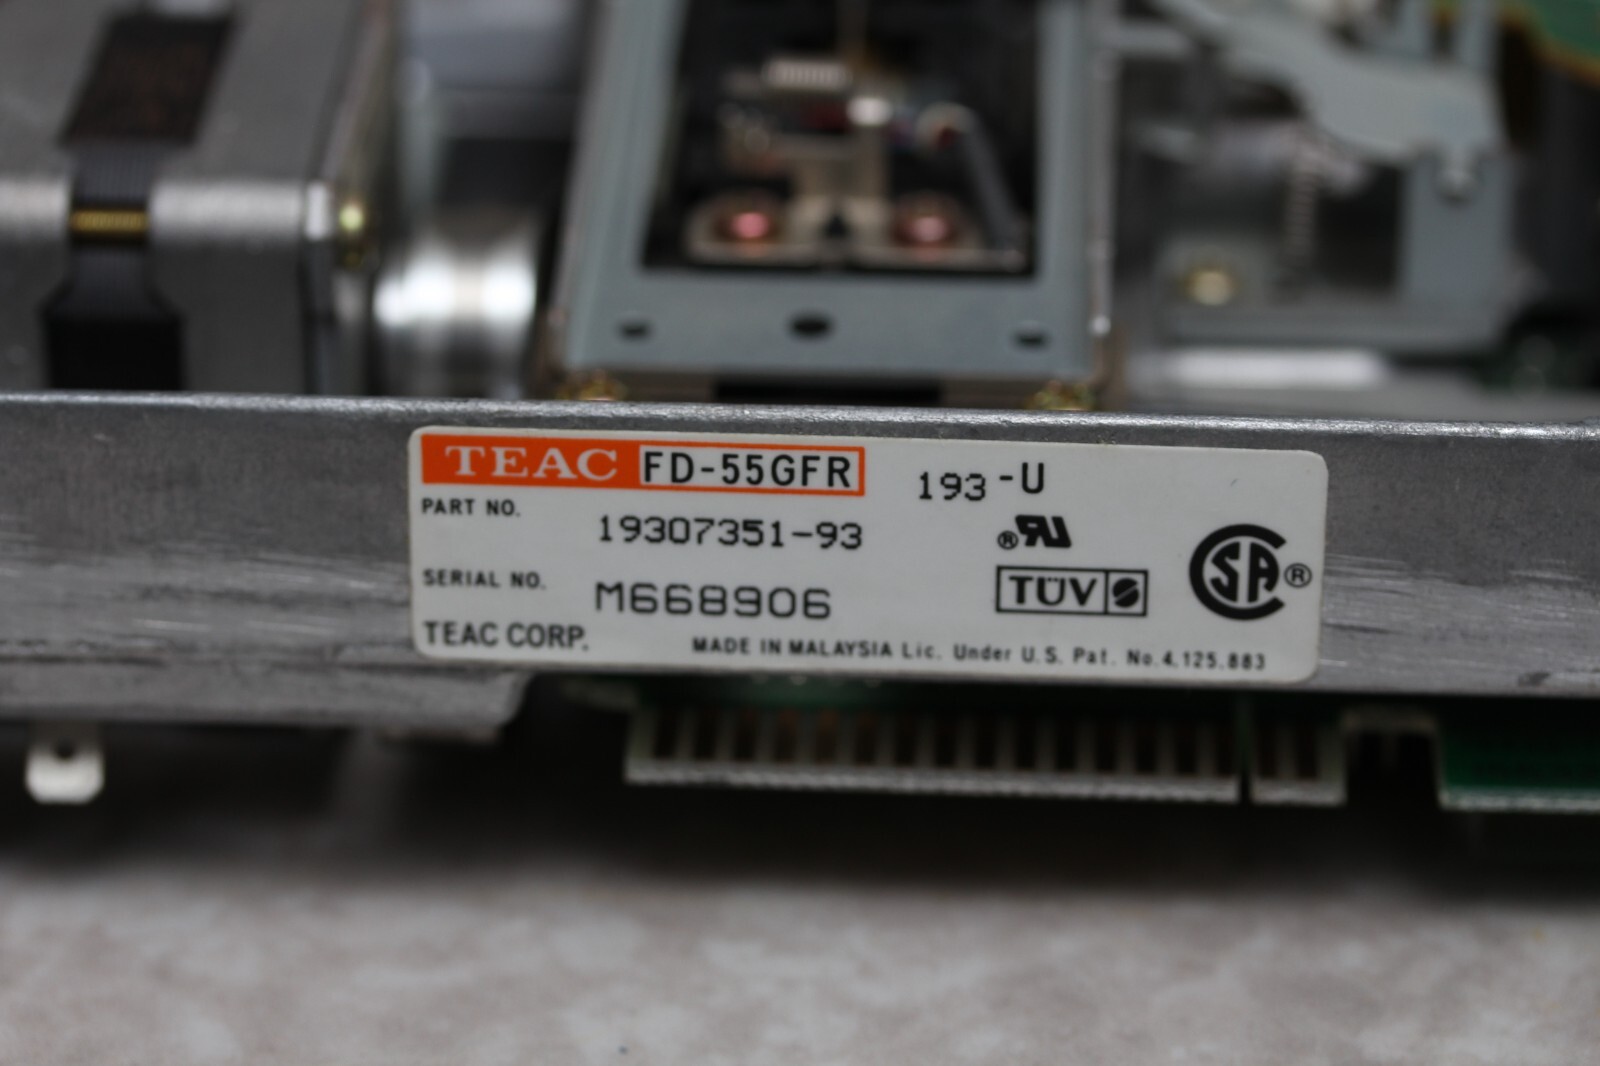 TEAC FD-55GFR 193-U
PART NO. 19307351-93
SERIAL NO. M668906
TÜV
CSA®
TEAC CORP. MADE IN MALAYSIA Lic. Under U.S. Pat. No.4,125,883